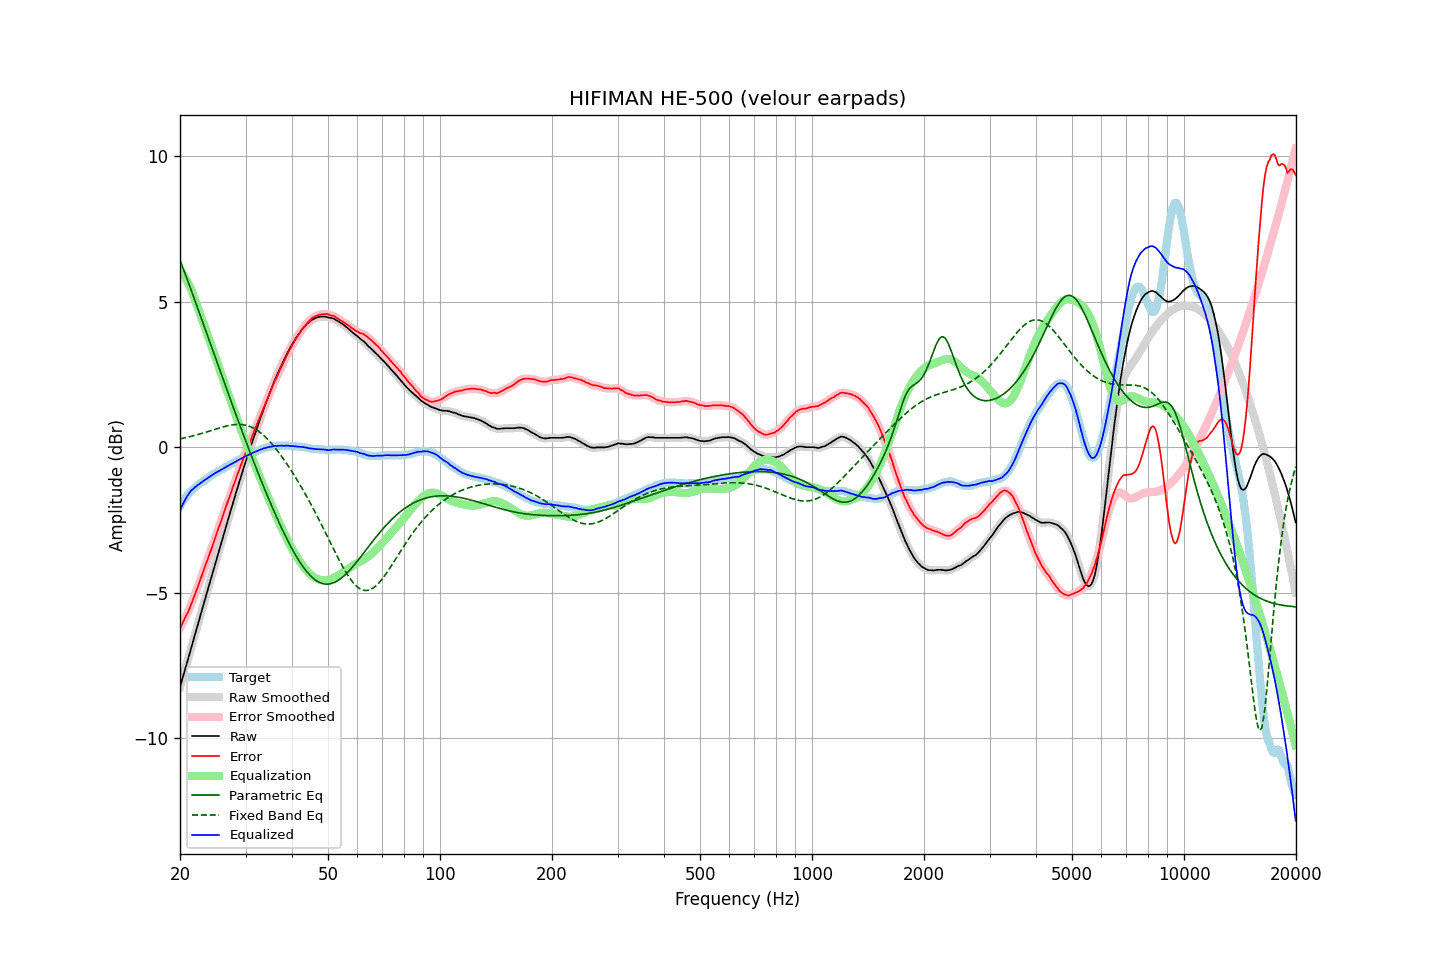 HIFIMAN HE-500 (velour earpads)
Amplitude (dBr)
10
5
0
−5
−10
Target
Raw Smoothed
Error Smoothed
Raw
Error
Equalization
Parametric Eq
Fixed Band Eq
Equalized
20 50 100 200 500 1000 2000 5000 10000 20000
Frequency (Hz)